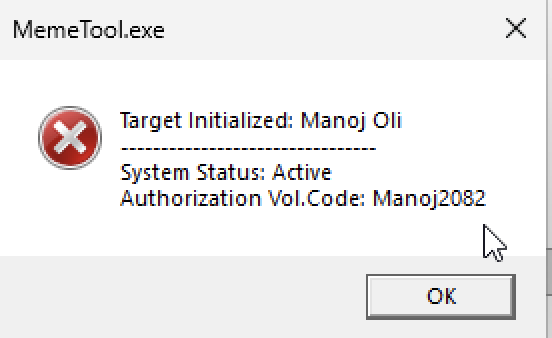 MemeTool.exe
Target Initialized: Manoj Oli
--------------------------------
System Status: Active
Authorization Vol.Code: Manoj2082
OK